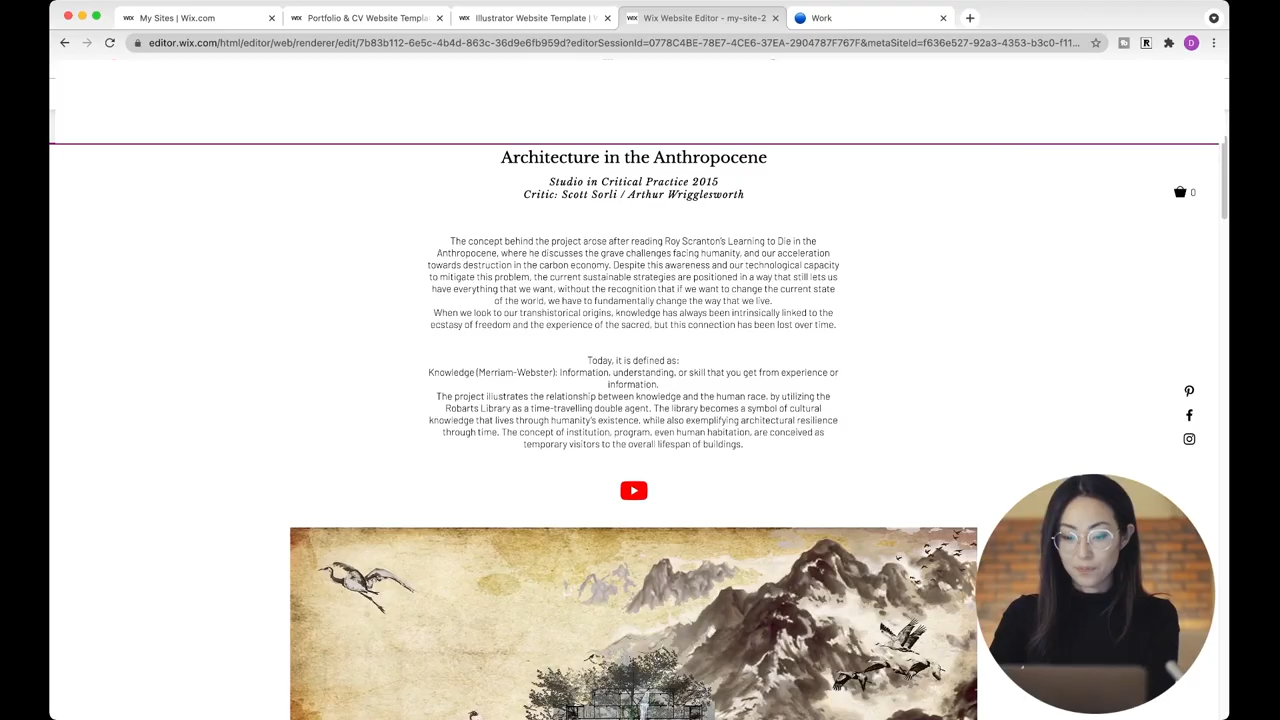 My Sites | Wix.com
Portfolio & CV Website Templa
Illustrator Website Template | W
Wix Website Editor - my-site-2
Work
editor.wix.com/html/editor/web/renderer/edit/7b83b112-6e5c-4b4d-863c-36d9e6fb959d?editorSessionId=0778C4BE-78E7-4CE6-37EA-2904787F767F&metaSiteId=f636e527-92a3-4353-b3c0-f11...
Architecture in the Anthropocene
Studio in Critical Practice 2015
Critic: Scott Sorli / Arthur Wrigglesworth
0
The concept behind the project arose after reading Roy Scranton's Learning to Die in the
Anthropocene, where he discusses the grave challenges facing humanity, and our acceleration
towards destruction in the carbon economy. Despite this awareness and our technological capacity
to mitigate this problem, the current sustainable strategies are positioned in a way that still lets us
have everything that we want, without the recognition that if we want to change the current state
of the world, we have to fundamentally change the way that we live.
When we look to our transhistorical origins, knowledge has always been intrinsically linked to the
ecstasy of freedom and the experience of the sacred, but this connection has been lost over time.
Today, it is defined as:
Knowledge (Merriam-Webster): Information, understanding, or skill that you get from experience or
information.
The project illustrates the relationship between knowledge and the human race, by utilizing the
Robarts Library as a time-travelling double agent. The library becomes a symbol of cultural
knowledge that lives through humanity's existence, while also exemplifying architectural resilience
through time. The concept of institution, program, even human habitation, are conceived as
temporary visitors to the overall lifespan of buildings.